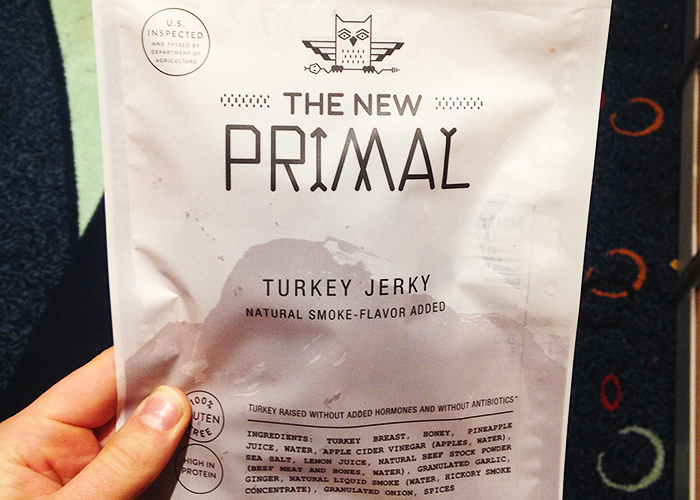 U.S.
INSPECTED
AND PASSED BY
DEPARTMENT OF
AGRICULTURE
THE NEW
PRIMAL
TURKEY JERKY
NATURAL SMOKE-FLAVOR ADDED
100%
GLUTEN
FREE
HIGH IN
PROTEIN
TURKEY RAISED WITHOUT ADDED HORMONES AND WITHOUT ANTIBIOTICS*
INGREDIENTS: TURKEY BREAST, HONEY, PINEAPPLE
JUICE, WATER, APPLE CIDER VINEGAR (APPLES, WATER),
SEA SALT, LEMON JUICE, NATURAL BEEF STOCK POWDER
(BEEF MEAT AND BONES, WATER), GRANULATED GARLIC,
GINGER, NATURAL LIQUID SMOKE (WATER, HICKORY SMOKE
CONCENTRATE), GRANULATED ONION, SPICES